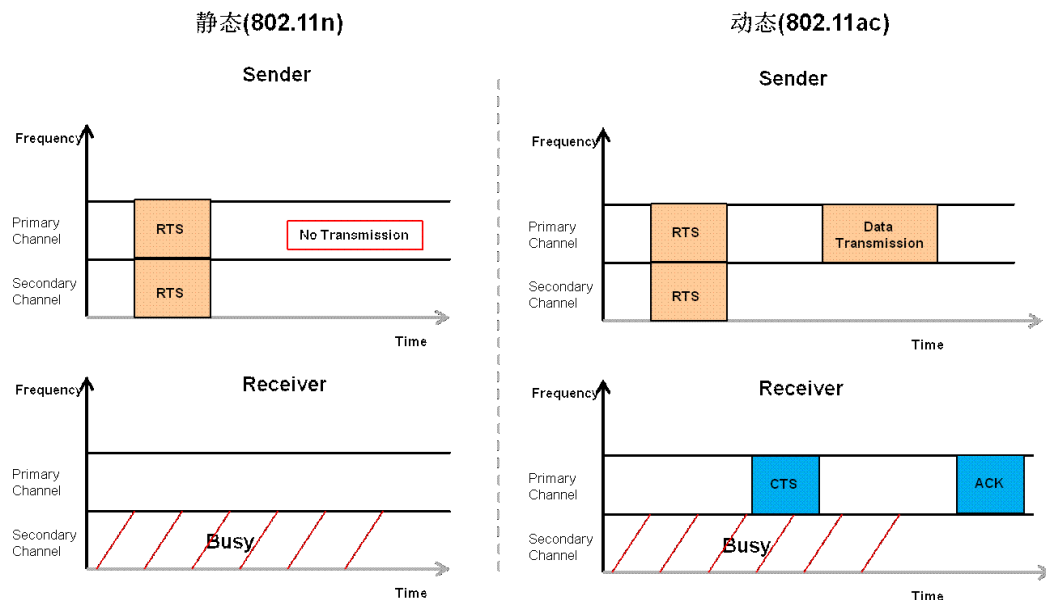 静态(802.11n)
Sender
Frequency
Primary
Channel
RTS
No Transmission
Secondary
Channel
RTS
Time
Receiver
Frequency
Primary
Channel
Secondary
Channel
Busy
Time
动态(802.11ac)
Sender
Frequency
Primary
Channel
RTS
Data
Transmission
Secondary
Channel
RTS
Time
Receiver
Frequency
Primary
Channel
CTS
ACK
Secondary
Channel
Busy
Time